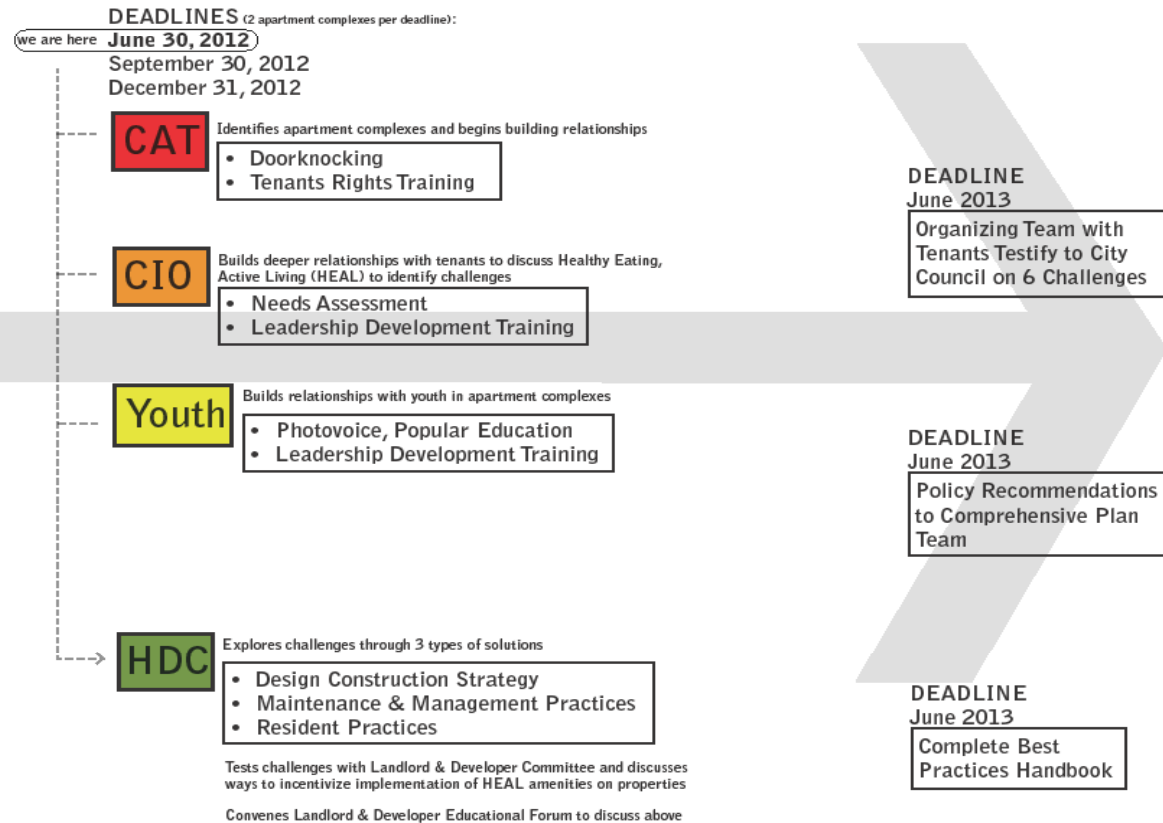 DEADLINES (2 apartment complexes per deadline):
we are here June 30, 2012
September 30, 2012
December 31, 2012
CAT
Identifies apartment complexes and begins building relationships
• Doorknocking
• Tenants Rights Training
CIO
Builds deeper relationships with tenants to discuss Healthy Eating,
Active Living (HEAL) to identify challenges
• Needs Assessment
• Leadership Development Training
Youth
Builds relationships with youth in apartment complexes
• Photovoice, Popular Education
• Leadership Development Training
HDC
Explores challenges through 3 types of solutions
• Design Construction Strategy
• Maintenance & Management Practices
• Resident Practices
Tests challenges with Landlord & Developer Committee and discusses
ways to incentivize implementation of HEAL amenities on properties
Convenes Landlord & Developer Educational Forum to discuss above
DEADLINE
June 2013
Organizing Team with
Tenants Testify to City
Council on 6 Challenges
DEADLINE
June 2013
Policy Recommendations
to Comprehensive Plan
Team
DEADLINE
June 2013
Complete Best
Practices Handbook